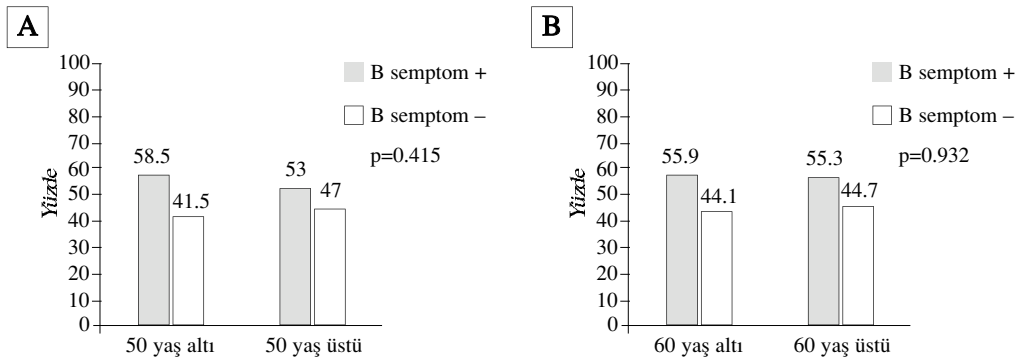 A
Yüzde
100
90
80
70
60
50
40
30
20
10
0
58.5
41.5
53
47
50 yaş altı
50 yaş üstü
B semptom +
B semptom –
p=0.415
B
Yüzde
100
90
80
70
60
50
40
30
20
10
0
55.9
44.1
55.3
44.7
60 yaş altı
60 yaş üstü
B semptom +
B semptom –
p=0.932